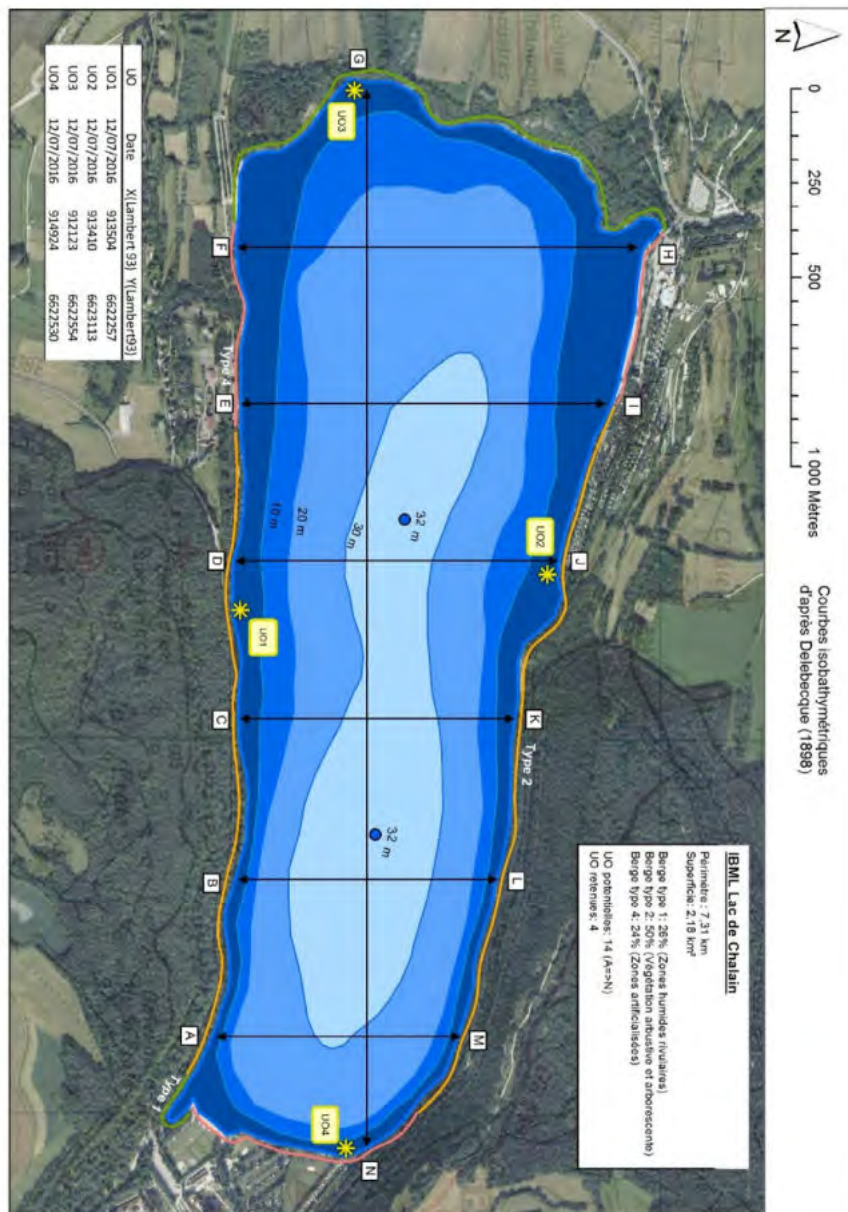 N
0 250 500 1 000 Mètres
Courbes isobathymétriques
d'après Delebecque (1898)
IBML Lac de Chalain
Périmètre : 7,31 km
Superficie: 2,18 km²
Berge type 1: 26% (Zones humides rivulaires)
Berge type 2: 50% (Végétation arbustive et arborescente)
Berge type 4: 24% (Zones artificialisées)
UO potentielles: 14 (A=>N)
UO retenues: 4
H
I
J
K
L
M
N
G
F
E
D
C
B
A
Type 2
Type 4
Type 1
UO3
UO2
UO1
UO4
32 m
32 m
30 m
20 m
10 m
UO Date X(Lambert 93) Y(Lambert93)
UO1 12/07/2016 913504 6622257
UO2 12/07/2016 913410 6623113
UO3 12/07/2016 912123 6622554
UO4 12/07/2016 914924 6622530